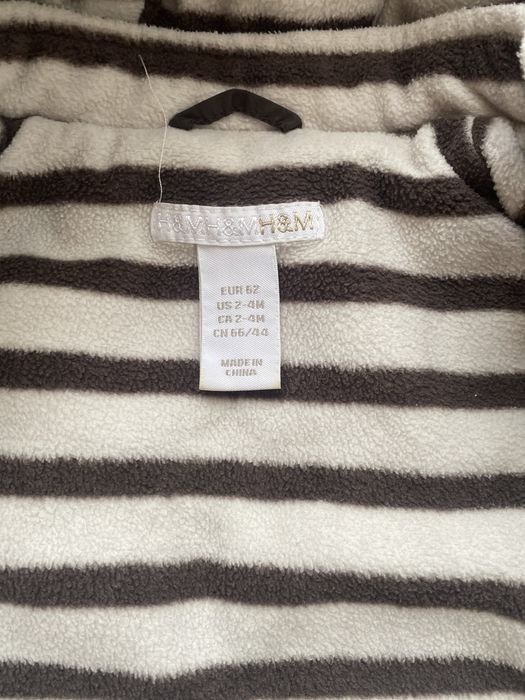 H&M H&M H&M
EUR 62
US 2-4M
CA 2-4M
CN 66/44
MADE IN
CHINA